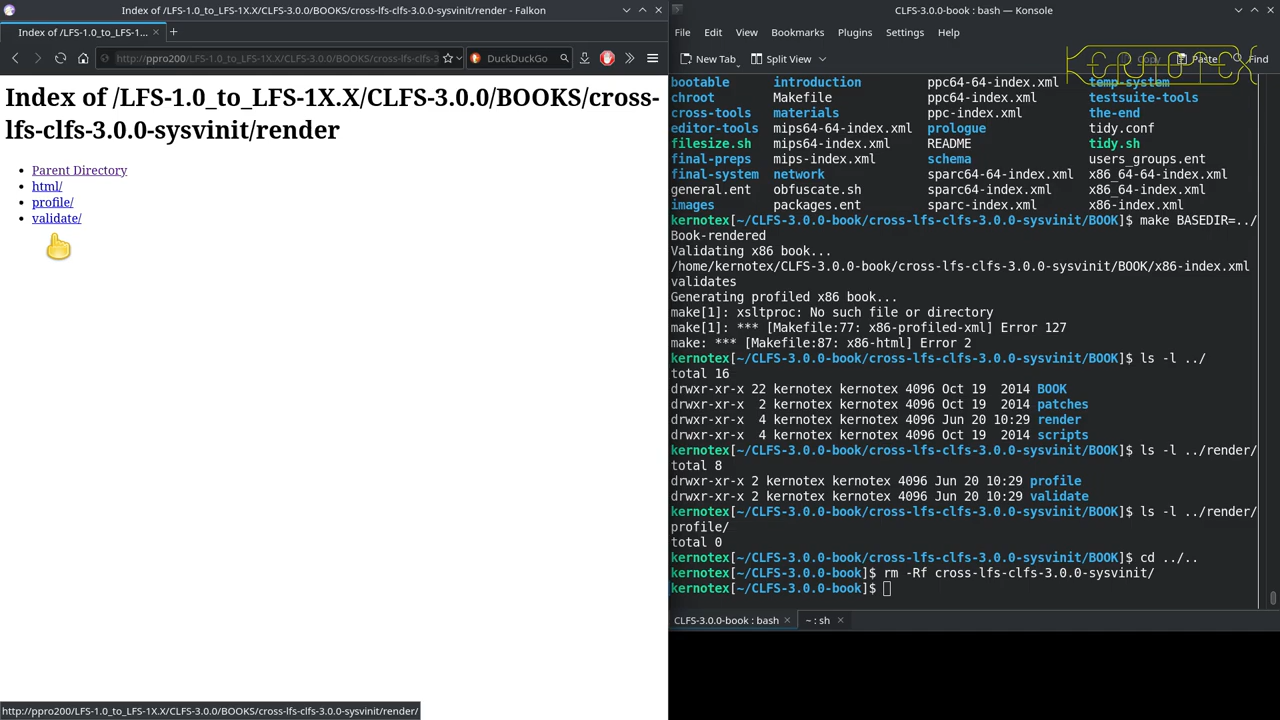 Index of /LFS-1.0_to_LFS-1X.X/CLFS-3.0.0/BOOKS/cross-lfs-clfs-3.0.0-sysvinit/render - Falkon
Index of /LFS-1.0_to_LFS-1...
http://ppro200/LFS-1.0_to_LFS-1X.X/CLFS-3.0.0/BOOKS/cross-lfs-clfs-3
DuckDuckGo
Index of /LFS-1.0_to_LFS-1X.X/CLFS-3.0.0/BOOKS/cross-
lfs-clfs-3.0.0-sysvinit/render
Parent Directory
html/
profile/
validate/
http://ppro200/LFS-1.0_to_LFS-1X.X/CLFS-3.0.0/BOOKS/cross-lfs-clfs-3.0.0-sysvinit/render/
CLFS-3.0.0-book : bash — Konsole
File Edit View Bookmarks Plugins Settings Help
New Tab Split View Copy Paste Find
KERNOTEX
bootable introduction ppc64-64-index.xml temp-system
chroot Makefile ppc64-index.xml testsuite-tools
cross-tools materials ppc-index.xml the-end
editor-tools mips64-64-index.xml prologue tidy.conf
filesize.sh mips64-index.xml README tidy.sh
final-preps mips-index.xml schema users_groups.ent
final-system network sparc64-64-index.xml x86_64-64-index.xml
general.ent obfuscate.sh sparc64-index.xml x86_64-index.xml
images packages.ent sparc-index.xml x86-index.xml
kernotex[~/CLFS-3.0.0-book/cross-lfs-clfs-3.0.0-sysvinit/BOOK]$ make BASEDIR=../
Book-rendered
Validating x86 book...
/home/kernotex/CLFS-3.0.0-book/cross-lfs-clfs-3.0.0-sysvinit/BOOK/x86-index.xml
validates
Generating profiled x86 book...
make[1]: xsltproc: No such file or directory
make[1]: *** [Makefile:77: x86-profiled-xml] Error 127
make: *** [Makefile:87: x86-html] Error 2
kernotex[~/CLFS-3.0.0-book/cross-lfs-clfs-3.0.0-sysvinit/BOOK]$ ls -l ../
total 16
drwxr-xr-x 22 kernotex kernotex 4096 Oct 19  2014 BOOK
drwxr-xr-x  2 kernotex kernotex 4096 Oct 19  2014 patches
drwxr-xr-x  4 kernotex kernotex 4096 Jun 20 10:29 render
drwxr-xr-x  4 kernotex kernotex 4096 Oct 19  2014 scripts
kernotex[~/CLFS-3.0.0-book/cross-lfs-clfs-3.0.0-sysvinit/BOOK]$ ls -l ../render/
total 8
drwxr-xr-x 2 kernotex kernotex 4096 Jun 20 10:29 profile
drwxr-xr-x 2 kernotex kernotex 4096 Jun 20 10:29 validate
kernotex[~/CLFS-3.0.0-book/cross-lfs-clfs-3.0.0-sysvinit/BOOK]$ ls -l ../render/
profile/
total 0
kernotex[~/CLFS-3.0.0-book/cross-lfs-clfs-3.0.0-sysvinit/BOOK]$ cd ../..
kernotex[~/CLFS-3.0.0-book]$ rm -Rf cross-lfs-clfs-3.0.0-sysvinit/
kernotex[~/CLFS-3.0.0-book]$
CLFS-3.0.0-book : bash
~ : sh